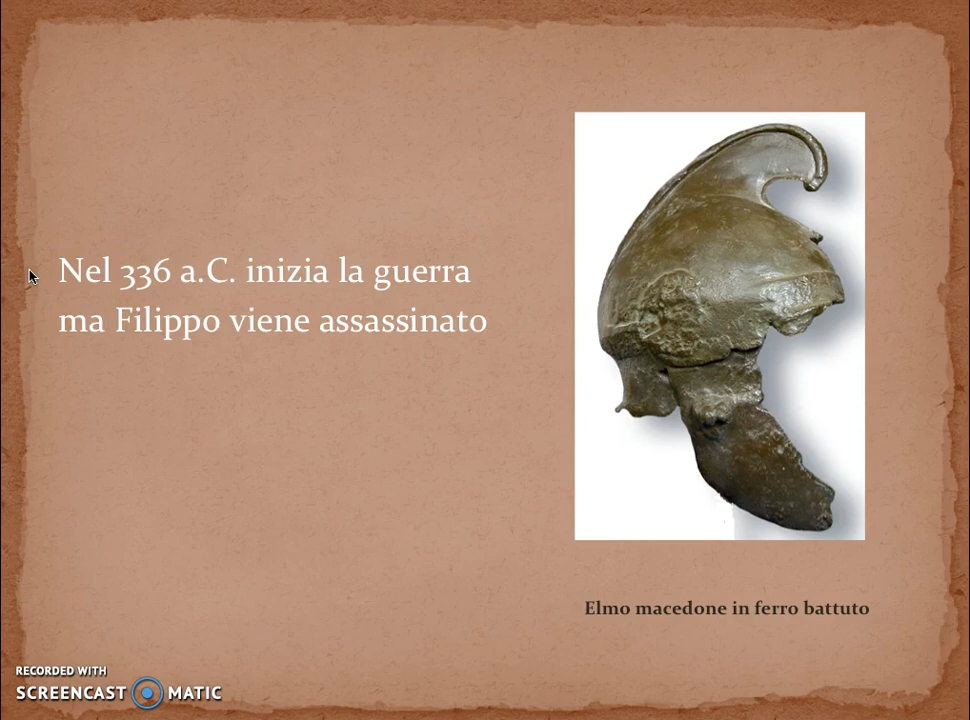 Nel 336 a.C. inizia la guerra
ma Filippo viene assassinato
Elmo macedone in ferro battuto
RECORDED WITH
SCREENCAST MATIC